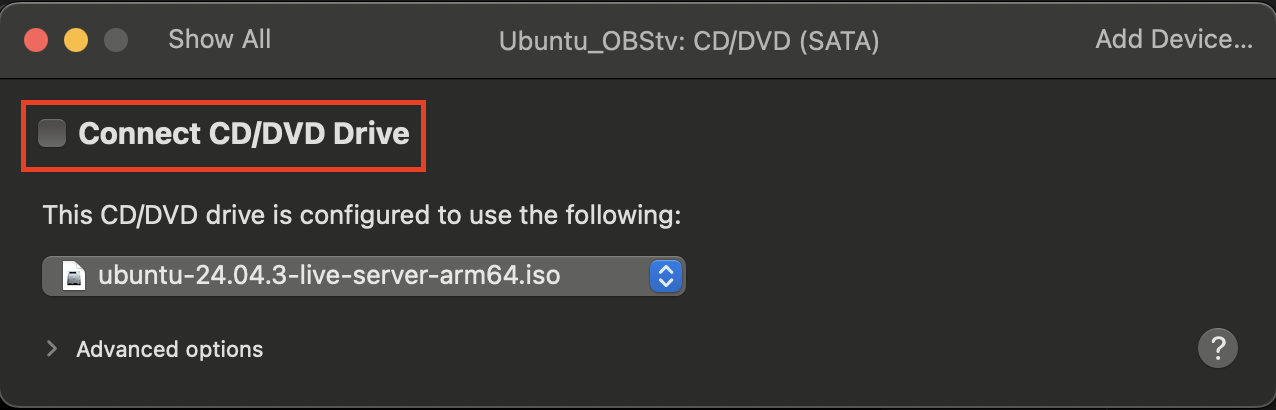 Show All
Ubuntu_OBStv: CD/DVD (SATA)
Add Device...
Connect CD/DVD Drive
This CD/DVD drive is configured to use the following:
ubuntu-24.04.3-live-server-arm64.iso
Advanced options
?